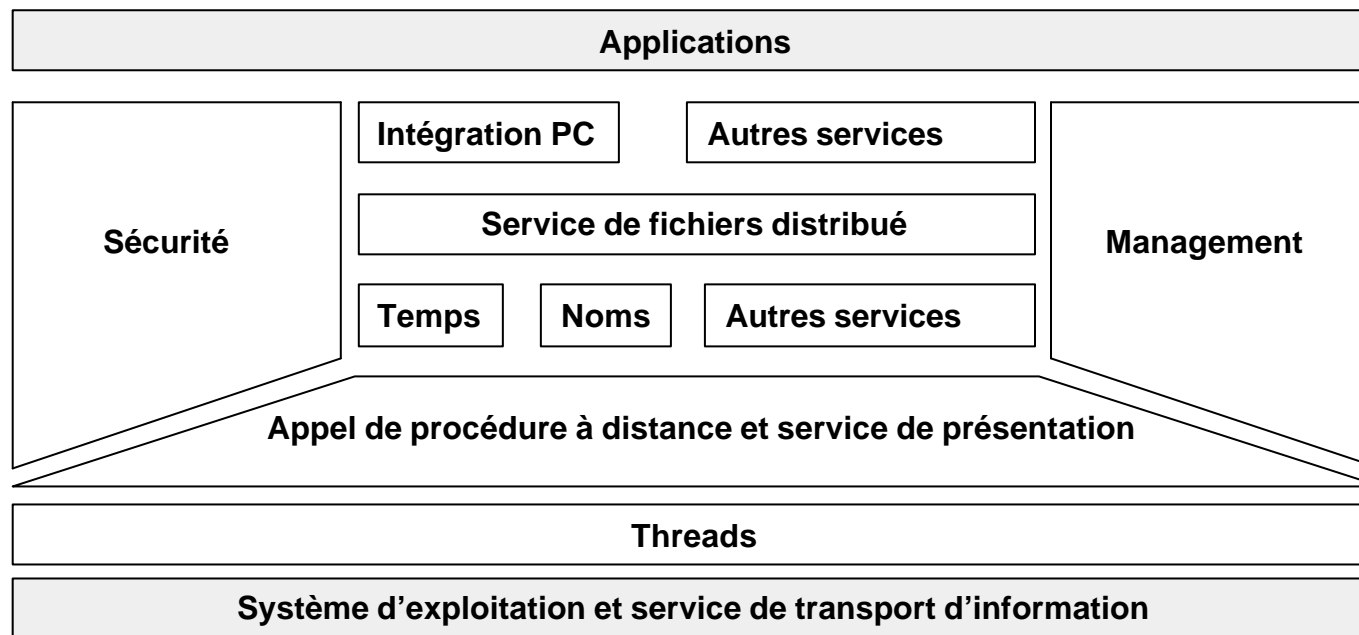 Applications
Intégration PC
Autres services
Service de fichiers distribué
Sécurité
Management
Temps
Noms
Autres services
Appel de procédure à distance et service de présentation
Threads
Système d’exploitation et service de transport d’information